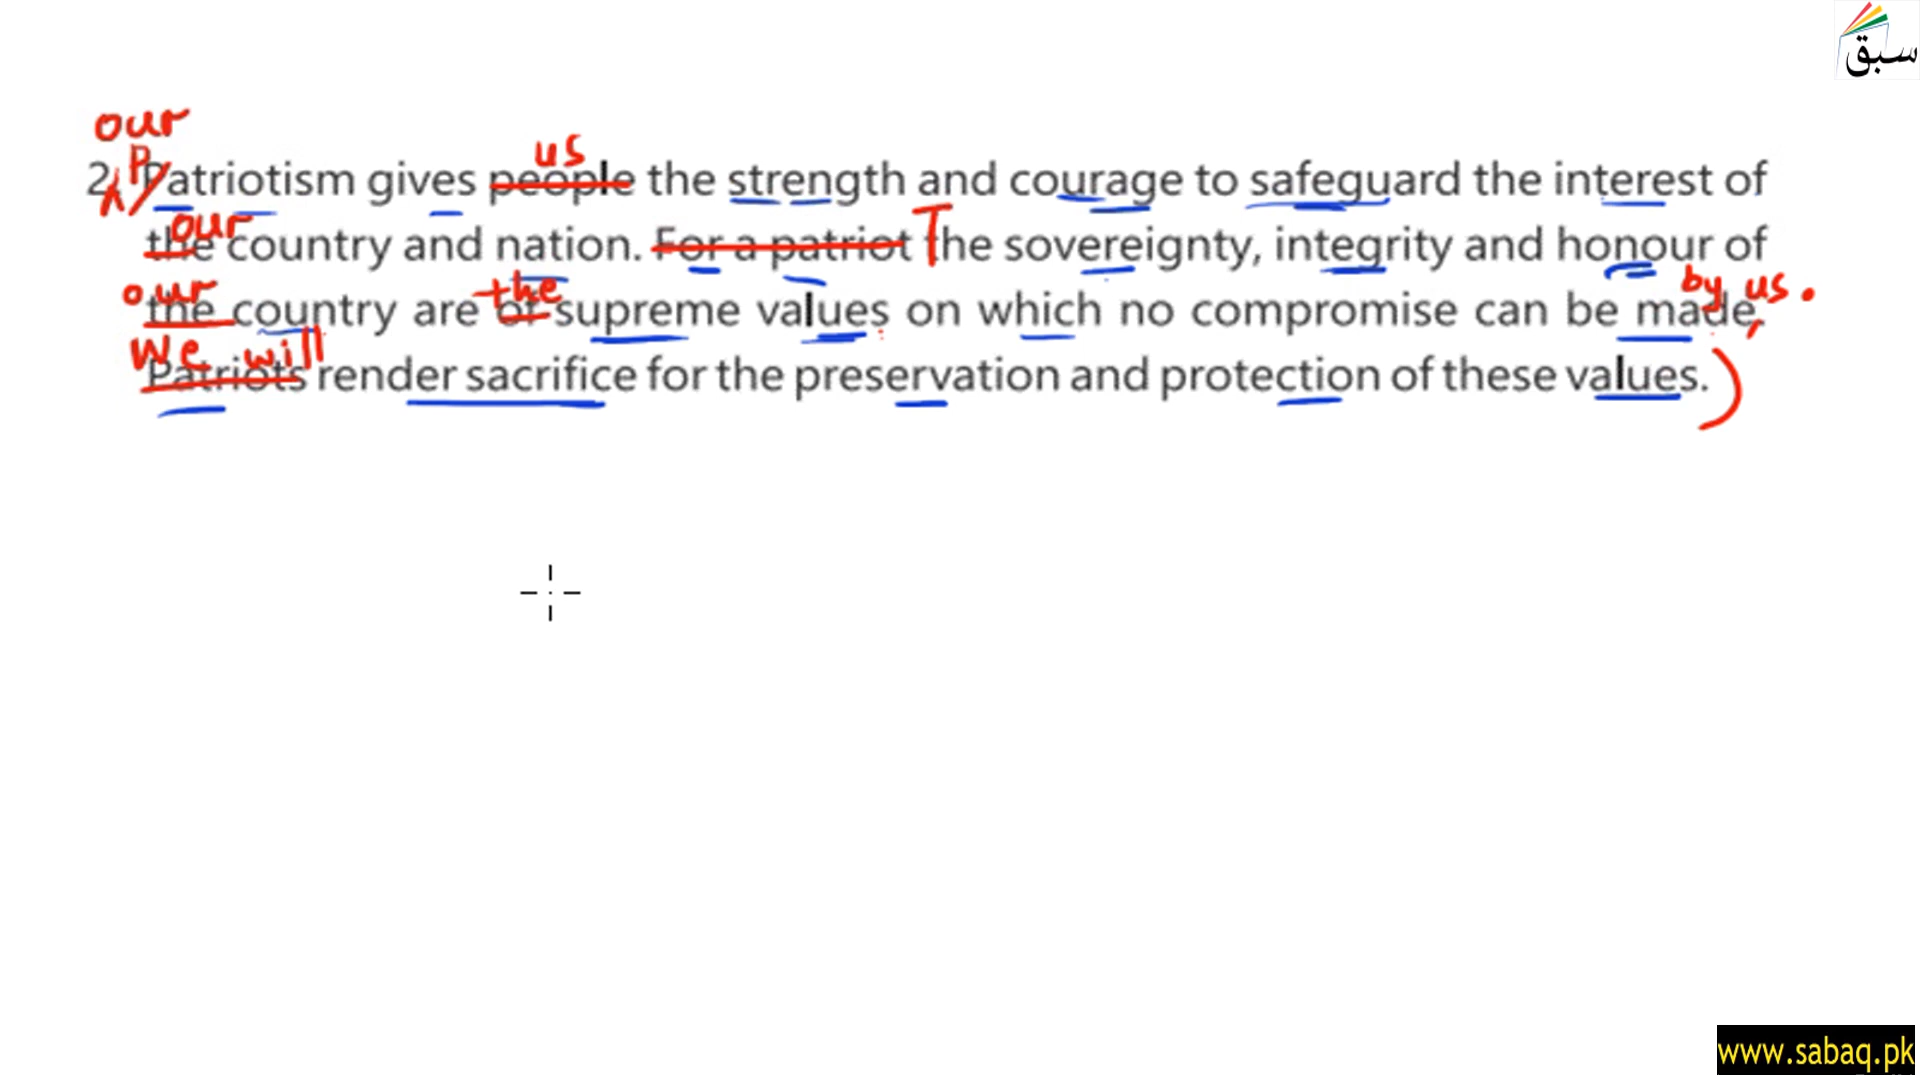 سبق
our
P us
2. Patriotism gives people the strength and courage to safeguard the interest of
our T
the country and nation. For a patriot the sovereignty, integrity and honour of
our the by us.
the country are of supreme values on which no compromise can be made,
We will
Patriots render sacrifice for the preservation and protection of these values.
www.sabaq.pk